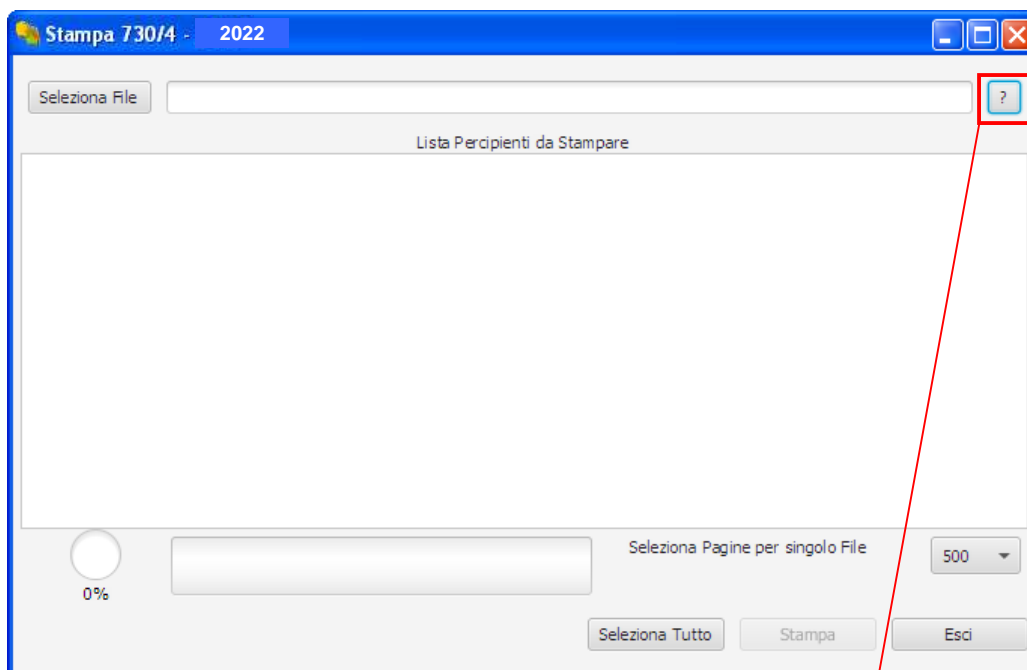 Stampa 730/4 - 2022
Seleziona File
?
Lista Percipienti da Stampare
Seleziona Pagine per singolo File
500
0%
Seleziona Tutto
Stampa
Esci